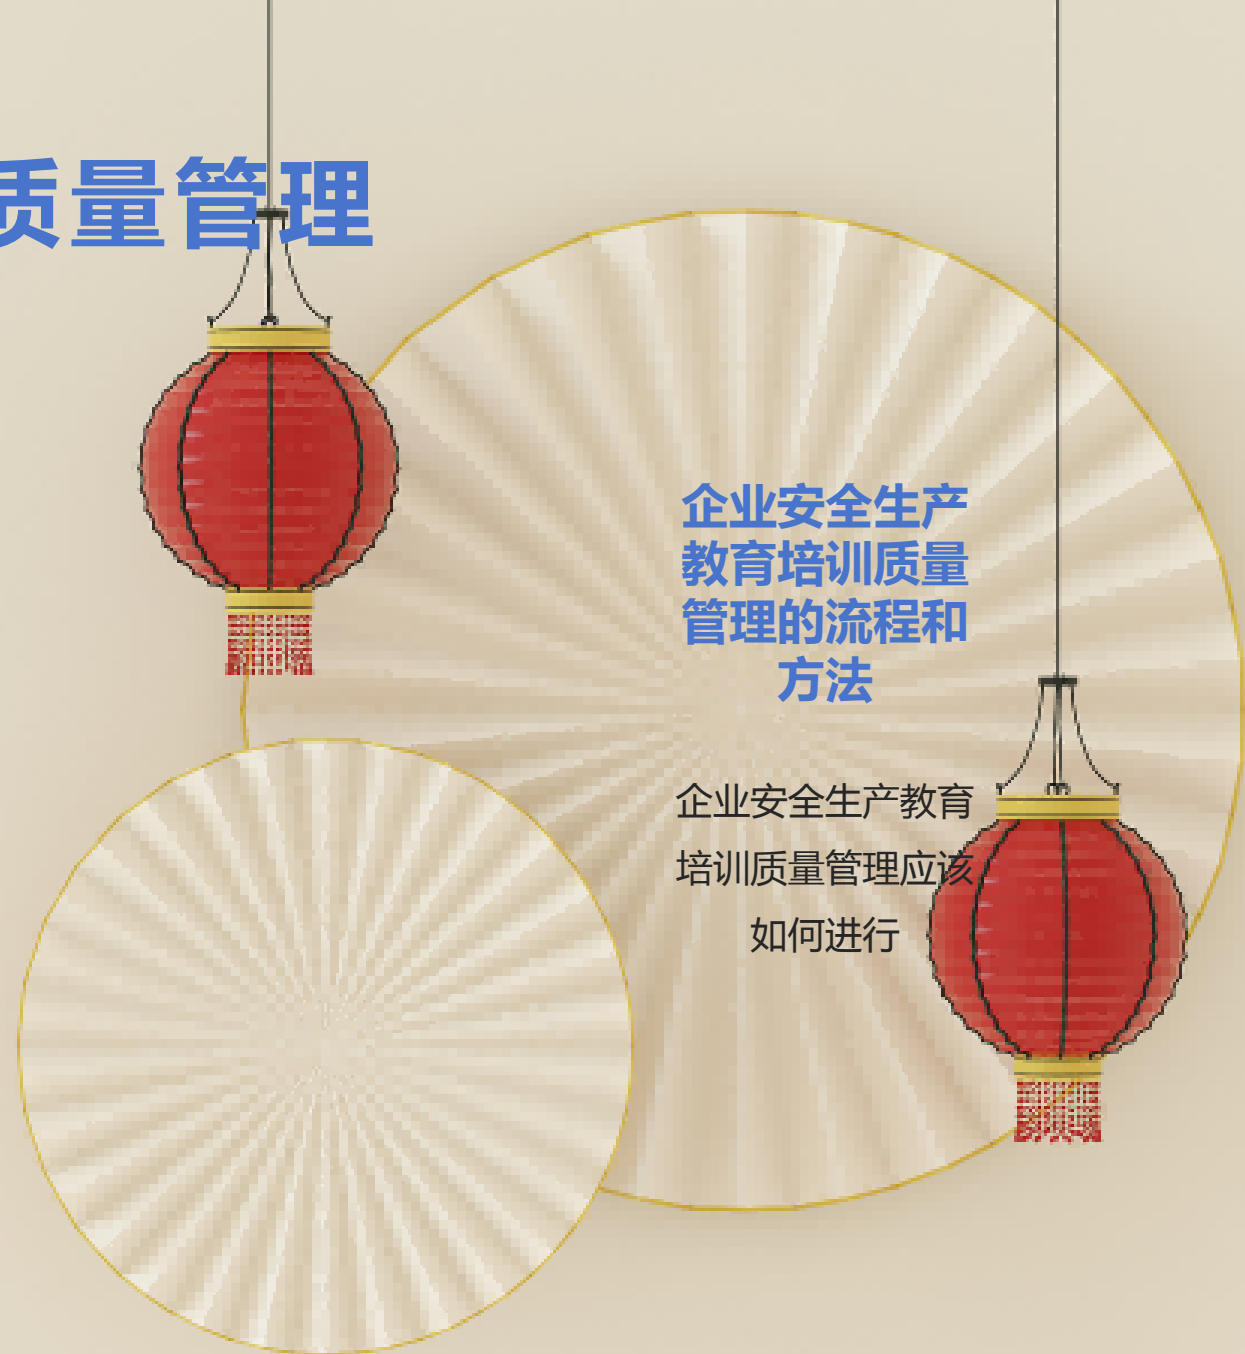 质量管理
企业安全生产
教育培训质量
管理的流程和
方法
企业安全生产教育
培训质量管理应该
如何进行